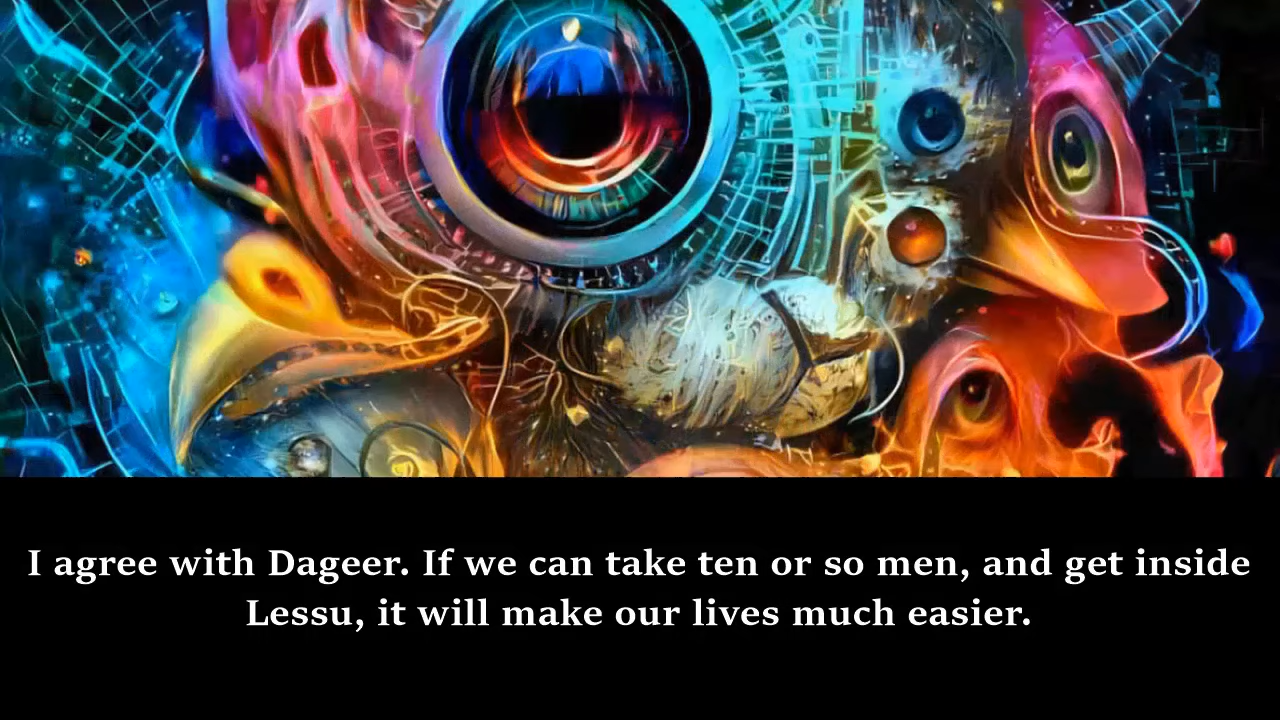 I agree with Dageer. If we can take ten or so men, and get inside
Lessu, it will make our lives much easier.